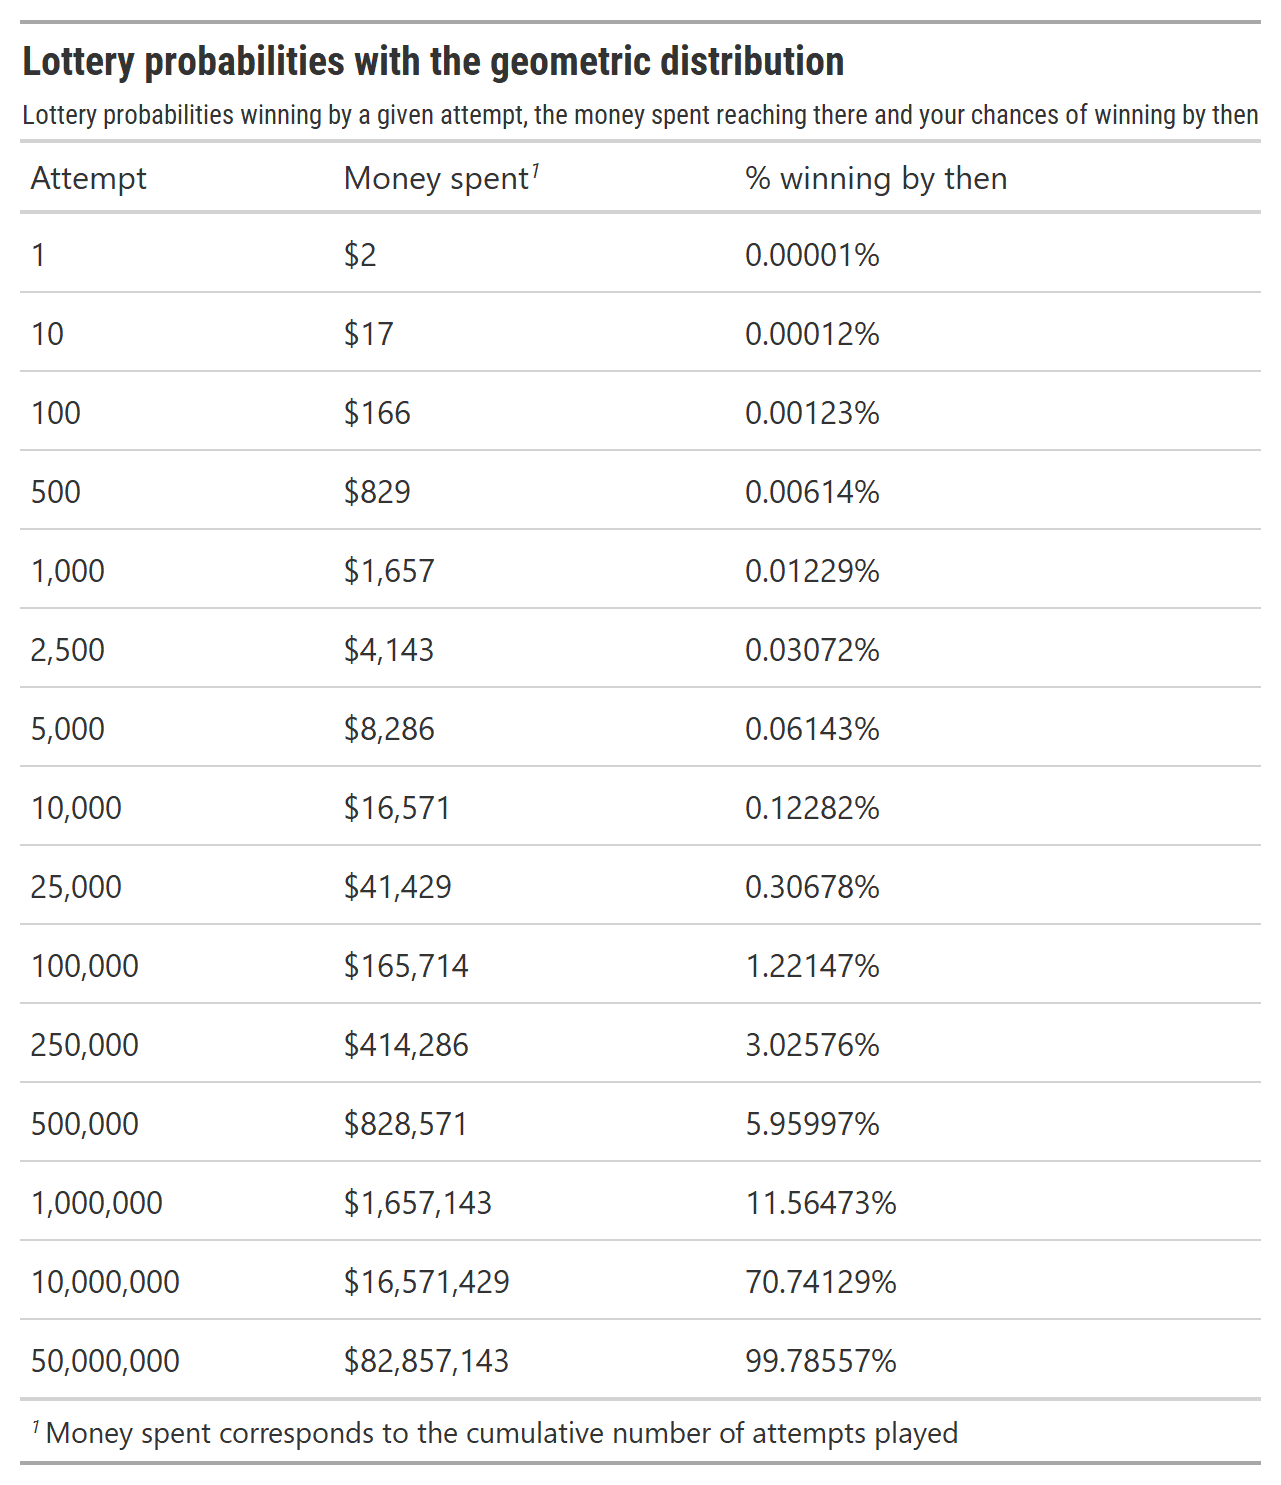 Lottery probabilities with the geometric distribution
Lottery probabilities winning by a given attempt, the money spent reaching there and your chances of winning by then
Attempt Money spent¹ % winning by then
1 $2 0.00001%
10 $17 0.00012%
100 $166 0.00123%
500 $829 0.00614%
1,000 $1,657 0.01229%
2,500 $4,143 0.03072%
5,000 $8,286 0.06143%
10,000 $16,571 0.12282%
25,000 $41,429 0.30678%
100,000 $165,714 1.22147%
250,000 $414,286 3.02576%
500,000 $828,571 5.95997%
1,000,000 $1,657,143 11.56473%
10,000,000 $16,571,429 70.74129%
50,000,000 $82,857,143 99.78557%
¹ Money spent corresponds to the cumulative number of attempts played